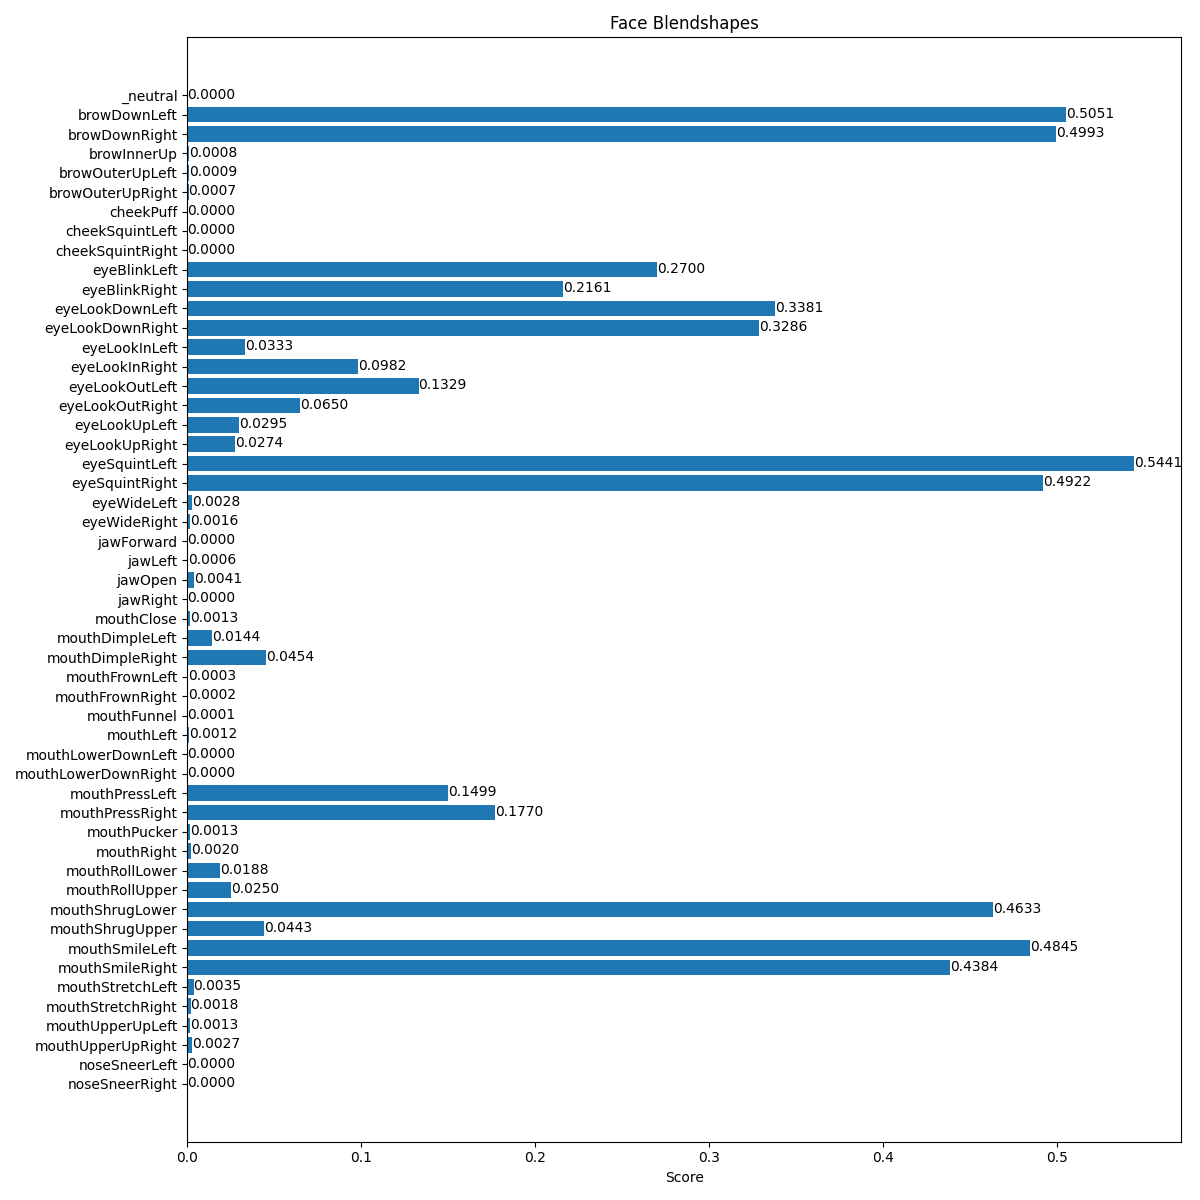 Face Blendshapes
_neutral 0.0000
browDownLeft 0.5051
browDownRight 0.4993
browInnerUp 0.0008
browOuterUpLeft 0.0009
browOuterUpRight 0.0007
cheekPuff 0.0000
cheekSquintLeft 0.0000
cheekSquintRight 0.0000
eyeBlinkLeft 0.2700
eyeBlinkRight 0.2161
eyeLookDownLeft 0.3381
eyeLookDownRight 0.3286
eyeLookInLeft 0.0333
eyeLookInRight 0.0982
eyeLookOutLeft 0.1329
eyeLookOutRight 0.0650
eyeLookUpLeft 0.0295
eyeLookUpRight 0.0274
eyeSquintLeft 0.5441
eyeSquintRight 0.4922
eyeWideLeft 0.0028
eyeWideRight 0.0016
jawForward 0.0000
jawLeft 0.0006
jawOpen 0.0041
jawRight 0.0000
mouthClose 0.0013
mouthDimpleLeft 0.0144
mouthDimpleRight 0.0454
mouthFrownLeft 0.0003
mouthFrownRight 0.0002
mouthFunnel 0.0001
mouthLeft 0.0012
mouthLowerDownLeft 0.0000
mouthLowerDownRight 0.0000
mouthPressLeft 0.1499
mouthPressRight 0.1770
mouthPucker 0.0013
mouthRight 0.0020
mouthRollLower 0.0188
mouthRollUpper 0.0250
mouthShrugLower 0.4633
mouthShrugUpper 0.0443
mouthSmileLeft 0.4845
mouthSmileRight 0.4384
mouthStretchLeft 0.0035
mouthStretchRight 0.0018
mouthUpperUpLeft 0.0013
mouthUpperUpRight 0.0027
noseSneerLeft 0.0000
noseSneerRight 0.0000
0.0 0.1 0.2 0.3 0.4 0.5
Score